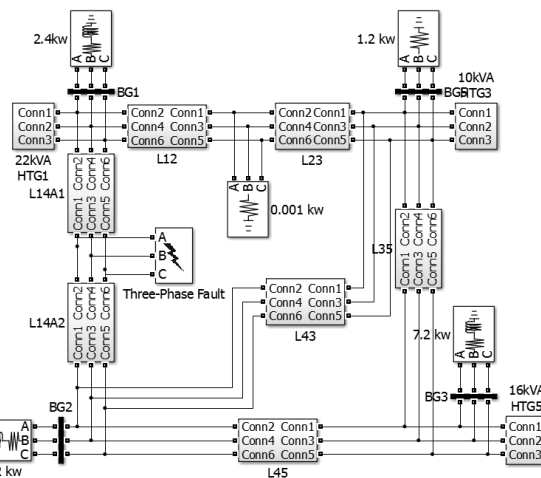 2.4kw
A B C
BG1
1.2 kw
A B C
10kVA
HTG3
Conn1
Conn2
Conn3
22kVA
HTG1
Conn2 Conn1
Conn4 Conn3
Conn6 Conn5
L12
Conn2 Conn1
Conn4 Conn3
Conn6 Conn5
L23
Conn1
Conn2
Conn3
L14A1
Conn2
Conn4
Conn6
Conn1
Conn3
Conn5
A B C
0.001 kw
A
B
C
Three-Phase Fault
L35
Conn2
Conn4
Conn6
Conn1
Conn3
Conn5
L14A2
Conn2
Conn4
Conn6
Conn1
Conn3
Conn5
Conn2 Conn1
Conn4 Conn3
Conn6 Conn5
L43
7.2 kw
A B C
BG3
16kVA
HTG5
Conn1
Conn2
Conn3
BG2
A
B
C
2 kw
Conn2 Conn1
Conn4 Conn3
Conn6 Conn5
L45